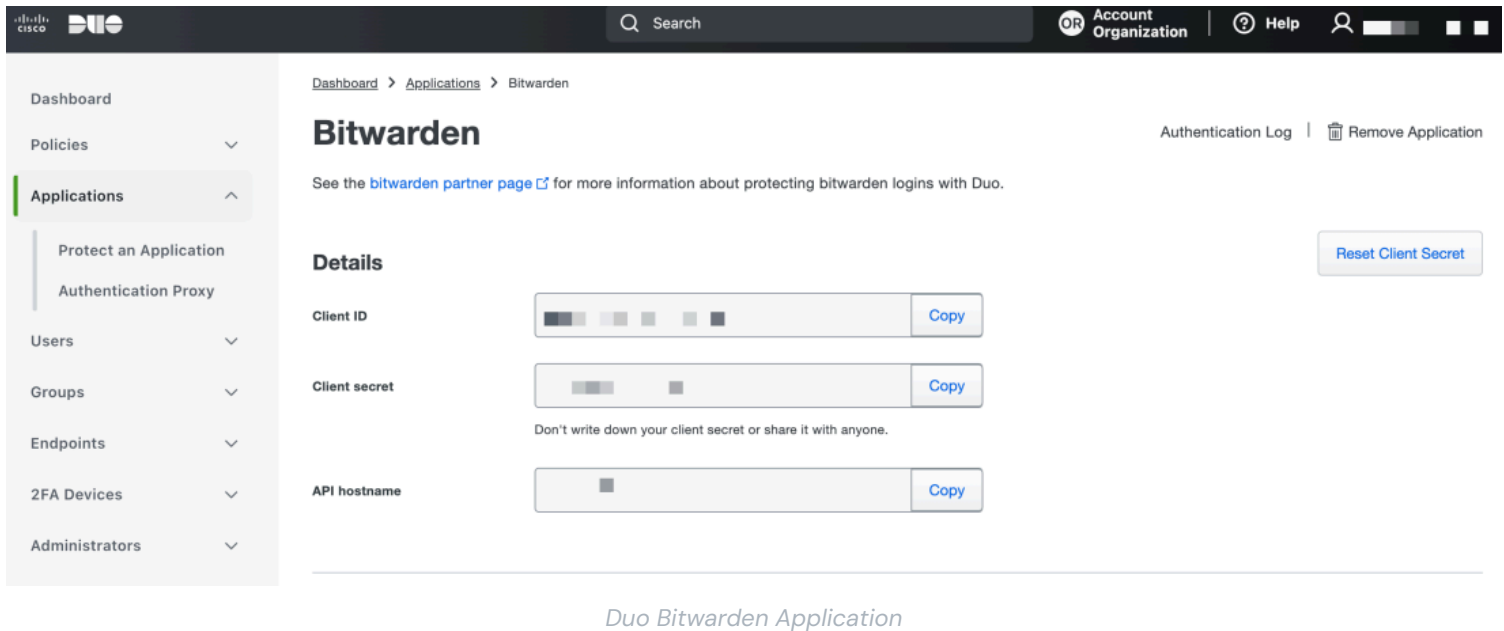 cisco DUO Search OR Account Organization Help
Dashboard
Policies
Applications
Protect an Application
Authentication Proxy
Users
Groups
Endpoints
2FA Devices
Administrators
Dashboard > Applications > Bitwarden
Bitwarden
Authentication Log | Remove Application
See the bitwarden partner page for more information about protecting bitwarden logins with Duo.
Details
Reset Client Secret
Client ID Copy
Client secret Copy
Don't write down your client secret or share it with anyone.
API hostname Copy
Duo Bitwarden Application